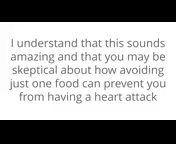 I understand that this sounds
amazing and that you may be
skeptical about how avoiding
just one food can prevent you
from having a heart attack